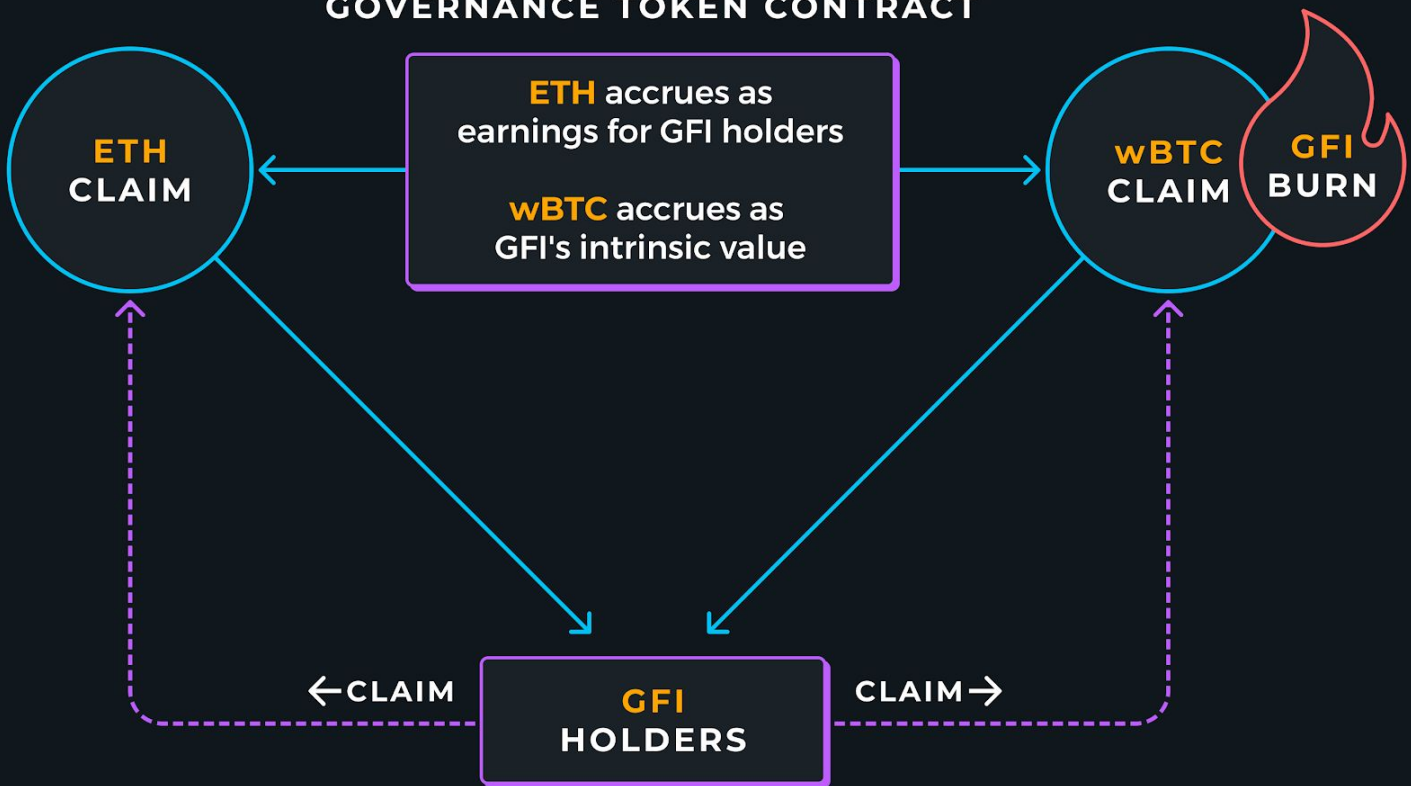 GOVERNANCE TOKEN CONTRACT
ETH accrues as
earnings for GFI holders
wBTC accrues as
GFI's intrinsic value
ETH
CLAIM
wBTC
CLAIM
GFI
BURN
←CLAIM
GFI
HOLDERS
CLAIM→